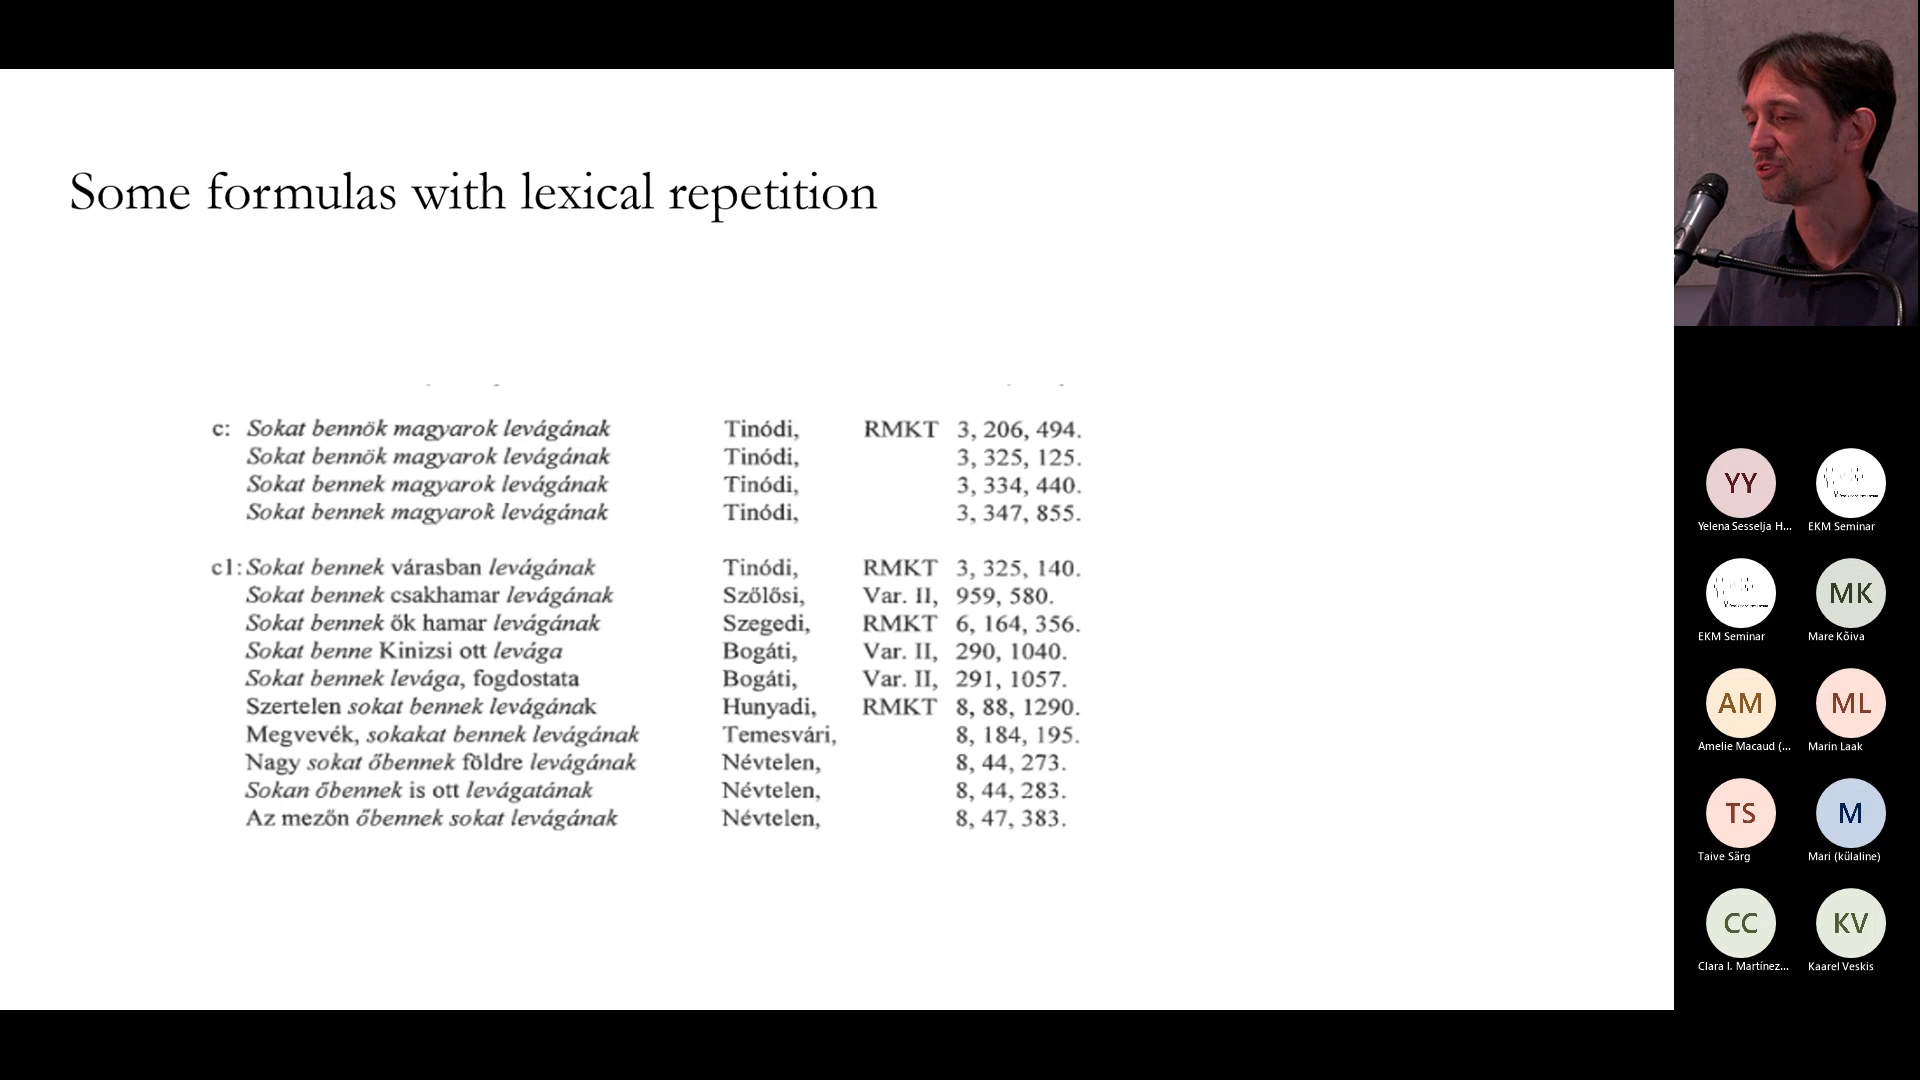 Some formulas with lexical repetition
c: Sokat bennök magyarok levágának Tinódi, RMKT 3, 206, 494.
Sokat bennök magyarok levágának Tinódi, 3, 325, 125.
Sokat bennek magyarok levágának Tinódi, 3, 334, 440.
Sokat bennek magyarok levágának Tinódi, 3, 347, 855.
c1: Sokat bennek várasban levágának Tinódi, RMKT 3, 325, 140.
Sokat bennek csakhamar levágának Szőlősi, Var. II, 959, 580.
Sokat bennek ők hamar levágának Szegedi, RMKT 6, 164, 356.
Sokat benne Kinizsi ott levága Bogáti, Var. II, 290, 1040.
Sokat bennek levága, fogdostata Bogáti, Var. II, 291, 1057.
Szertelen sokat bennek levágának Hunyadi, RMKT 8, 88, 1290.
Megvevék, sokakat bennek levágának Temesvári, 8, 184, 195.
Nagy sokat őbennek földre levágának Névtelen, 8, 44, 273.
Sokan őbennek is ott levágatának Névtelen, 8, 44, 283.
Az mezőn őbennek sokat levágának Névtelen, 8, 47, 383.
YY
Yelena Sesselja H... EKM Seminar
MK
EKM Seminar Mare Kõiva
AM ML
Amelie Macaud (... Marin Laak
TS M
Taive Särg Mari (külaline)
CC KV
Clara I. Martínez... Kaarel Veskis